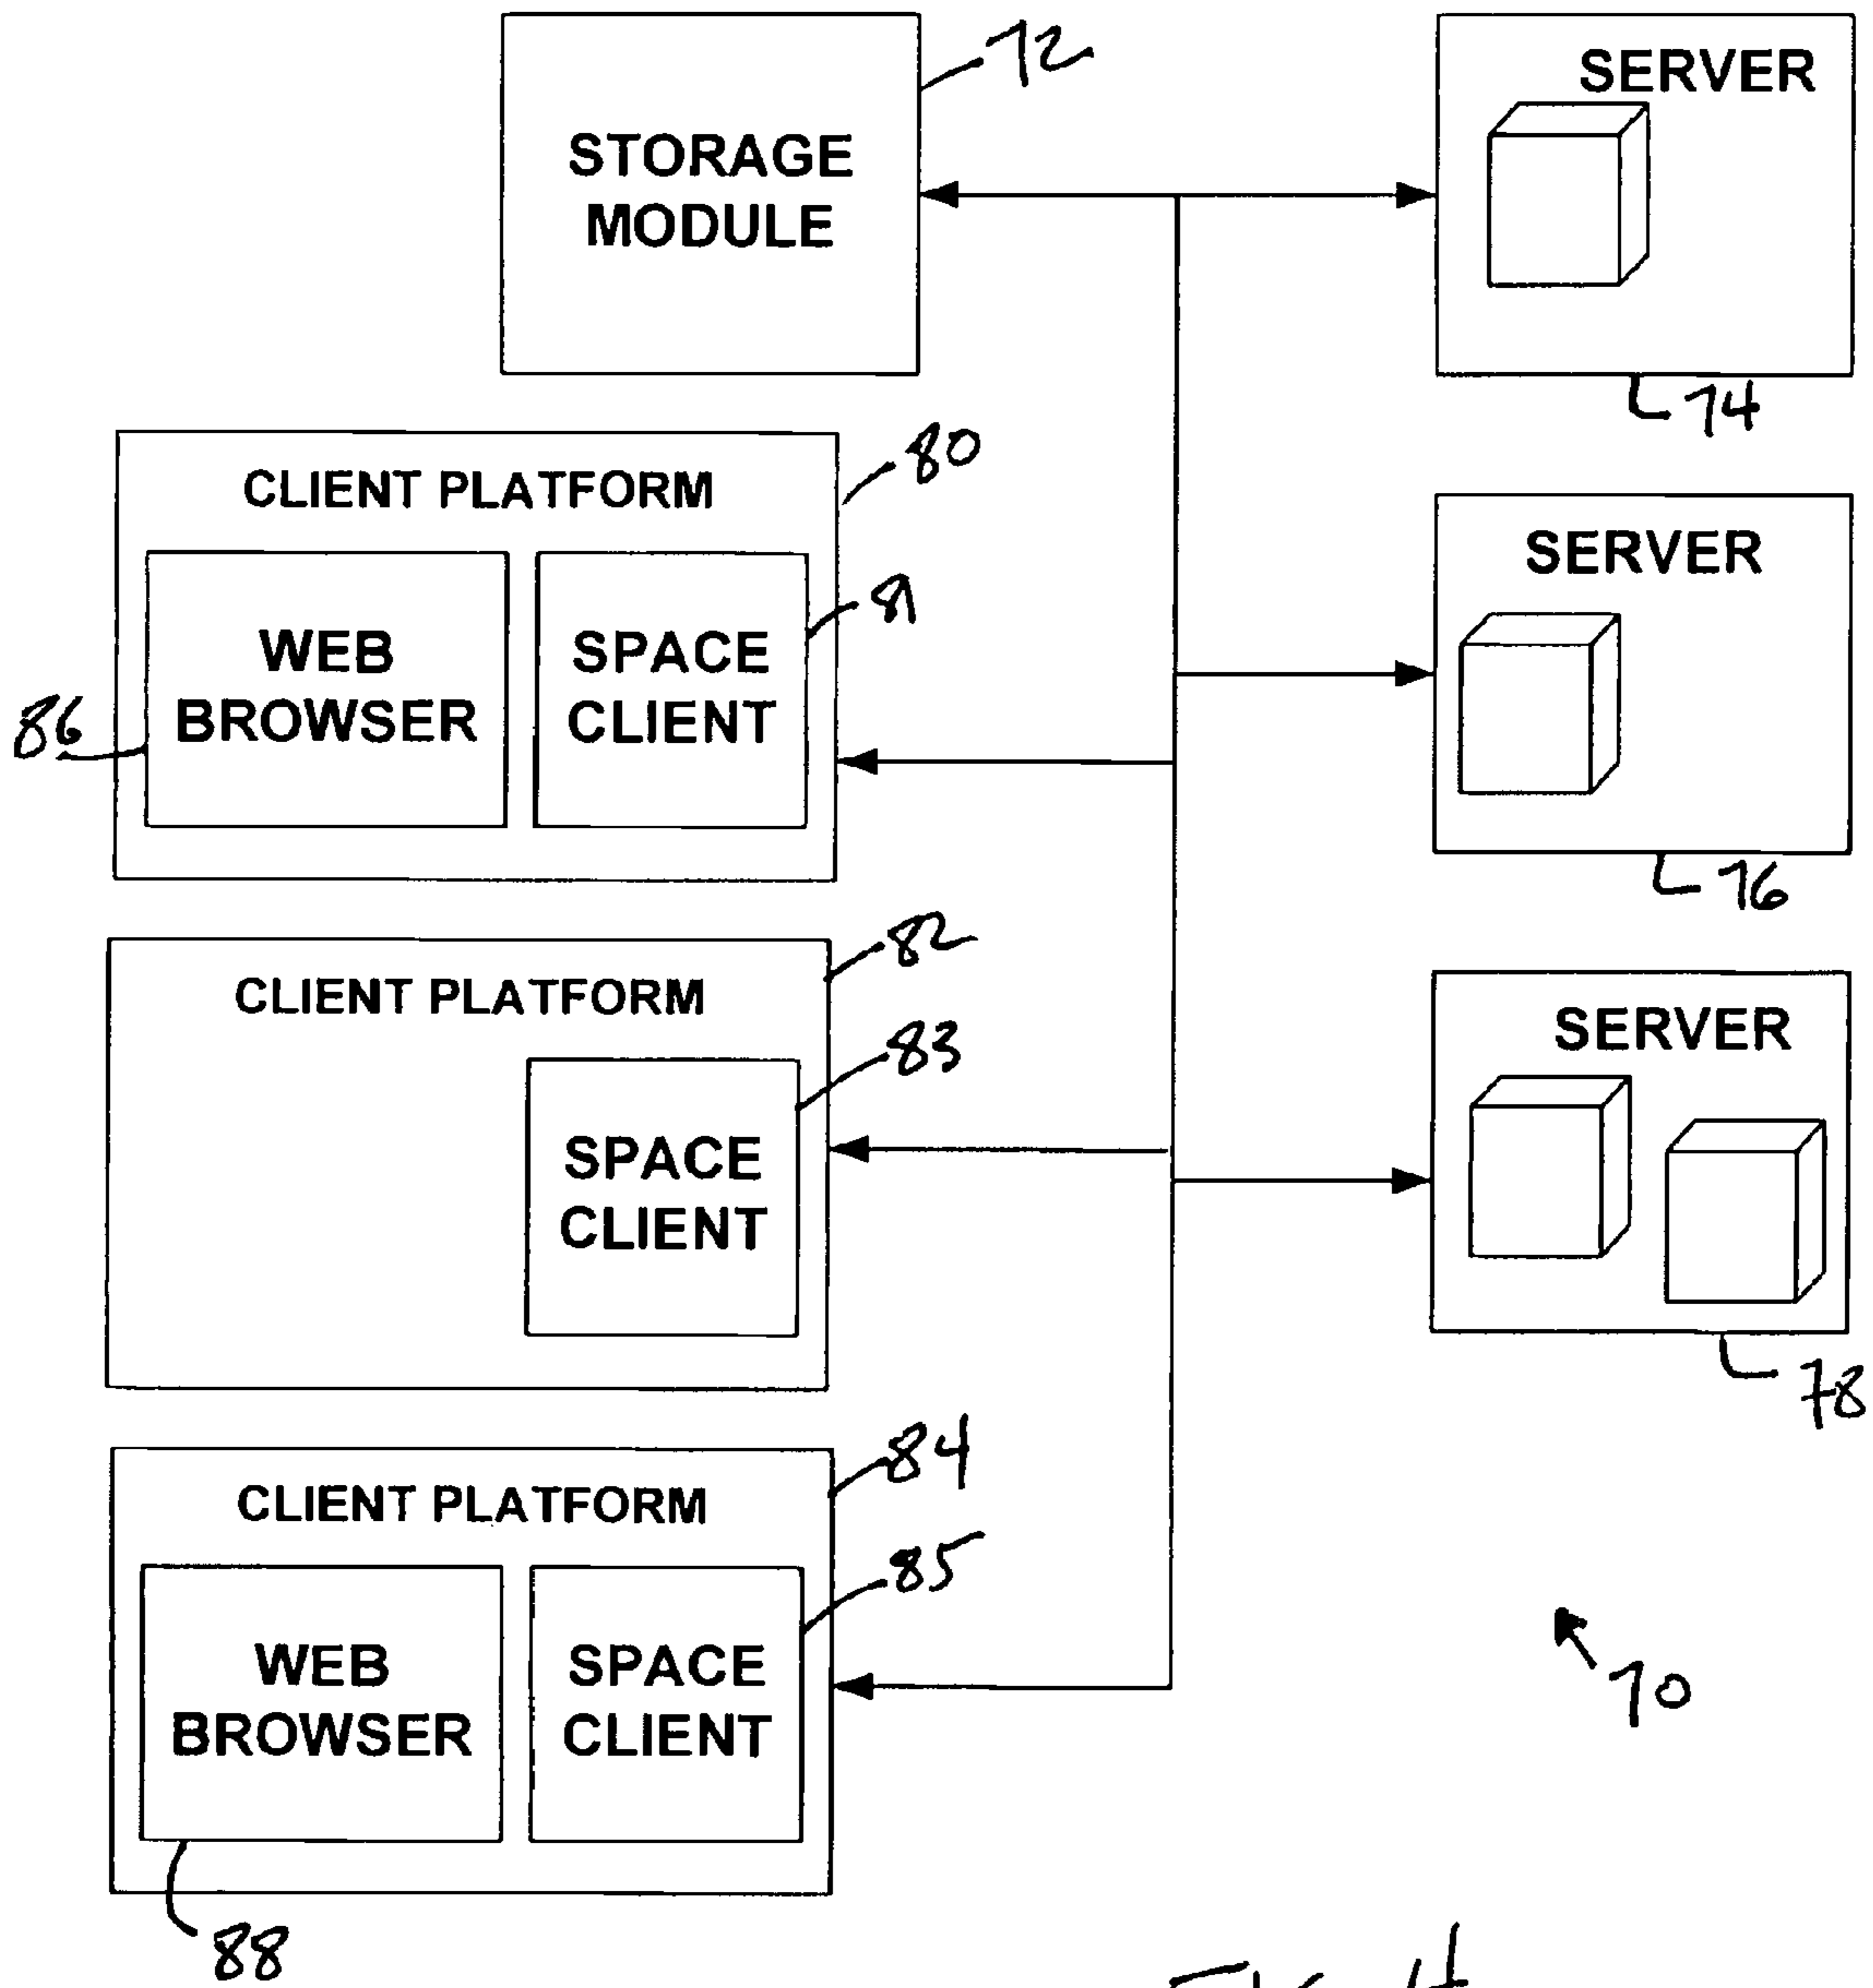 STORAGE
MODULE
72
SERVER
74
CLIENT PLATFORM
80
WEB
BROWSER
86
SPACE
CLIENT
81
SERVER
76
CLIENT PLATFORM
82
SPACE
CLIENT
83
SERVER
78
CLIENT PLATFORM
84
WEB
BROWSER
88
SPACE
CLIENT
85
70